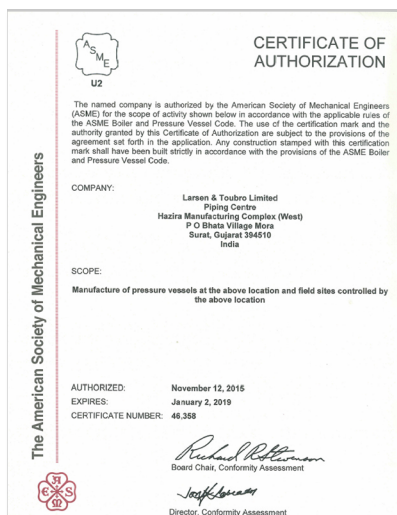 ASME
U2
CERTIFICATE OF
AUTHORIZATION
The named company is authorized by the American Society of Mechanical Engineers
(ASME) for the scope of activity shown below in accordance with the applicable rules of
the ASME Boiler and Pressure Vessel Code. The use of the certification mark and the
authority granted by this Certificate of Authorization are subject to the provisions of the
agreement set forth in the application. Any construction stamped with this certification
mark shall have been built strictly in accordance with the provisions of the ASME Boiler
and Pressure Vessel Code.
COMPANY:
Larsen & Toubro Limited
Piping Centre
Hazira Manufacturing Complex (West)
P O Bhata Village Mora
Surat, Gujarat 394510
India
SCOPE:
Manufacture of pressure vessels at the above location and field sites controlled by
the above location
AUTHORIZED: November 12, 2015
EXPIRES: January 2, 2019
CERTIFICATE NUMBER: 46,358
Board Chair, Conformity Assessment
Director, Conformity Assessment
The American Society of Mechanical Engineers